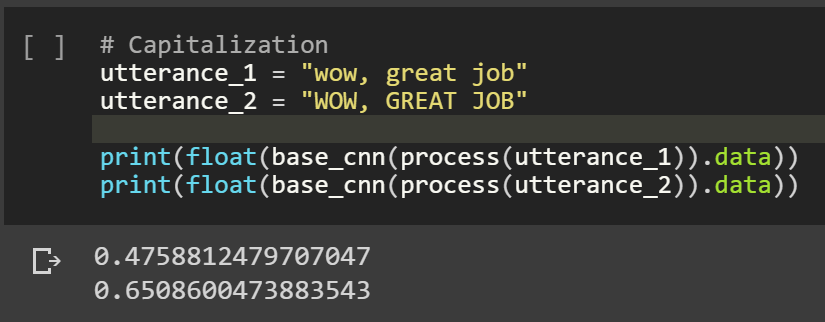 [ ] # Capitalization
utterance_1 = "wow, great job"
utterance_2 = "WOW, GREAT JOB"
print(float(base_cnn(process(utterance_1)).data))
print(float(base_cnn(process(utterance_2)).data))
0.4758812479707047
0.6508600473883543